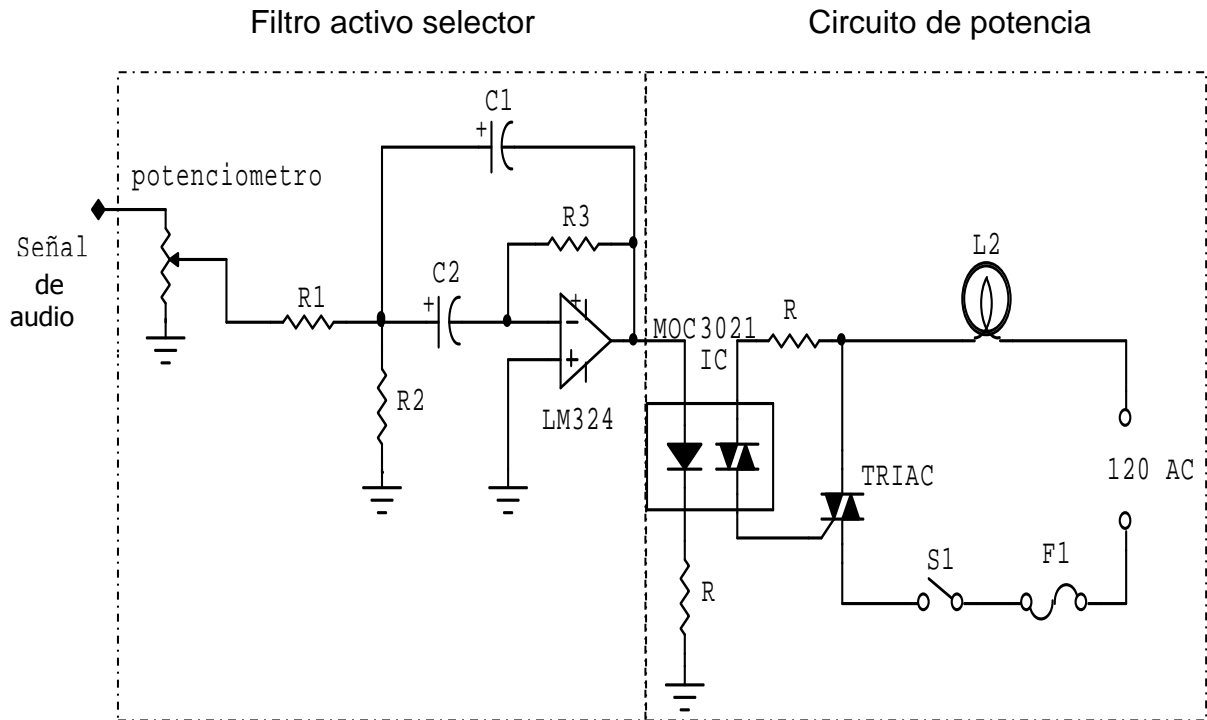 Filtro activo selector
Circuito de potencia
C1
+
potenciometro
R3
Señal
de
audio
C2
+
R1
+
-
+
L2
MOC3021
IC
R
R2
LM324
TRIAC
120 AC
S1
F1
R